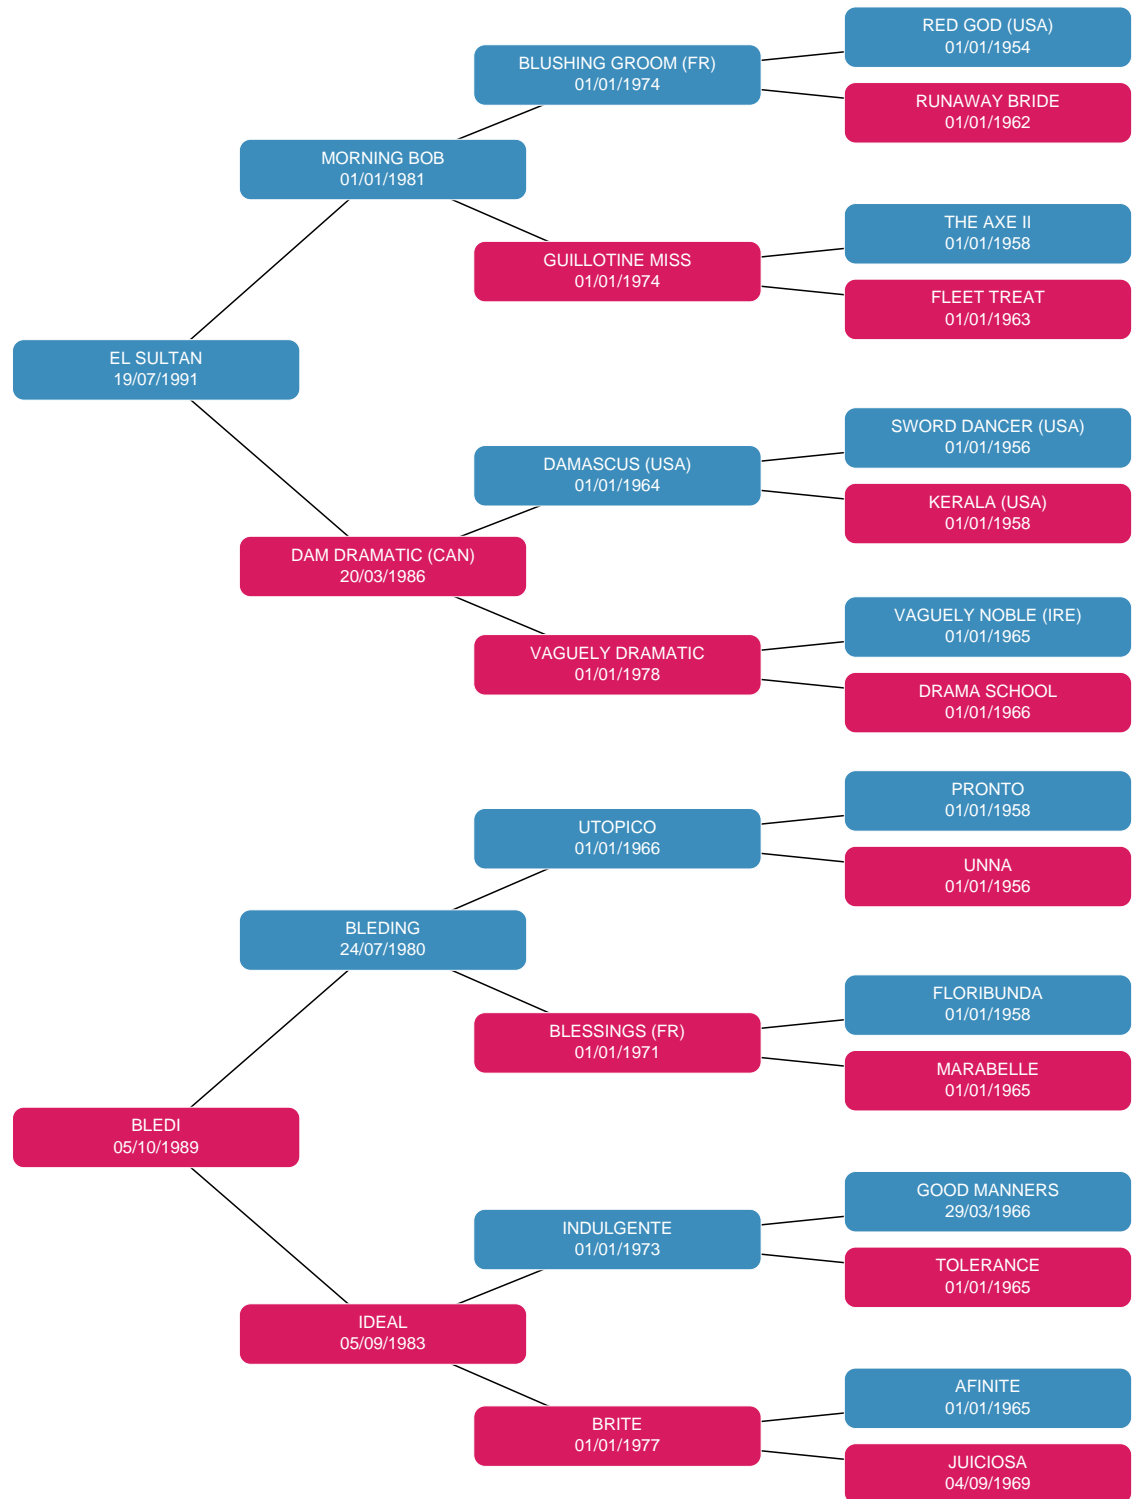 RED GOD (USA)
01/01/1954
BLUSHING GROOM (FR)
01/01/1974
RUNAWAY BRIDE
01/01/1962
MORNING BOB
01/01/1981
THE AXE II
01/01/1958
GUILLOTINE MISS
01/01/1974
FLEET TREAT
01/01/1963
EL SULTAN
19/07/1991
SWORD DANCER (USA)
01/01/1956
DAMASCUS (USA)
01/01/1964
KERALA (USA)
01/01/1958
DAM DRAMATIC (CAN)
20/03/1986
VAGUELY NOBLE (IRE)
01/01/1965
VAGUELY DRAMATIC
01/01/1978
DRAMA SCHOOL
01/01/1966
PRONTO
01/01/1958
UTOPICO
01/01/1966
UNNA
01/01/1956
BLEDING
24/07/1980
FLORIBUNDA
01/01/1958
BLESSINGS (FR)
01/01/1971
MARABELLE
01/01/1965
BLEDI
05/10/1989
GOOD MANNERS
29/03/1966
INDULGENTE
01/01/1973
TOLERANCE
01/01/1965
IDEAL
05/09/1983
AFINITE
01/01/1965
BRITE
01/01/1977
JUICIOSA
04/09/1969